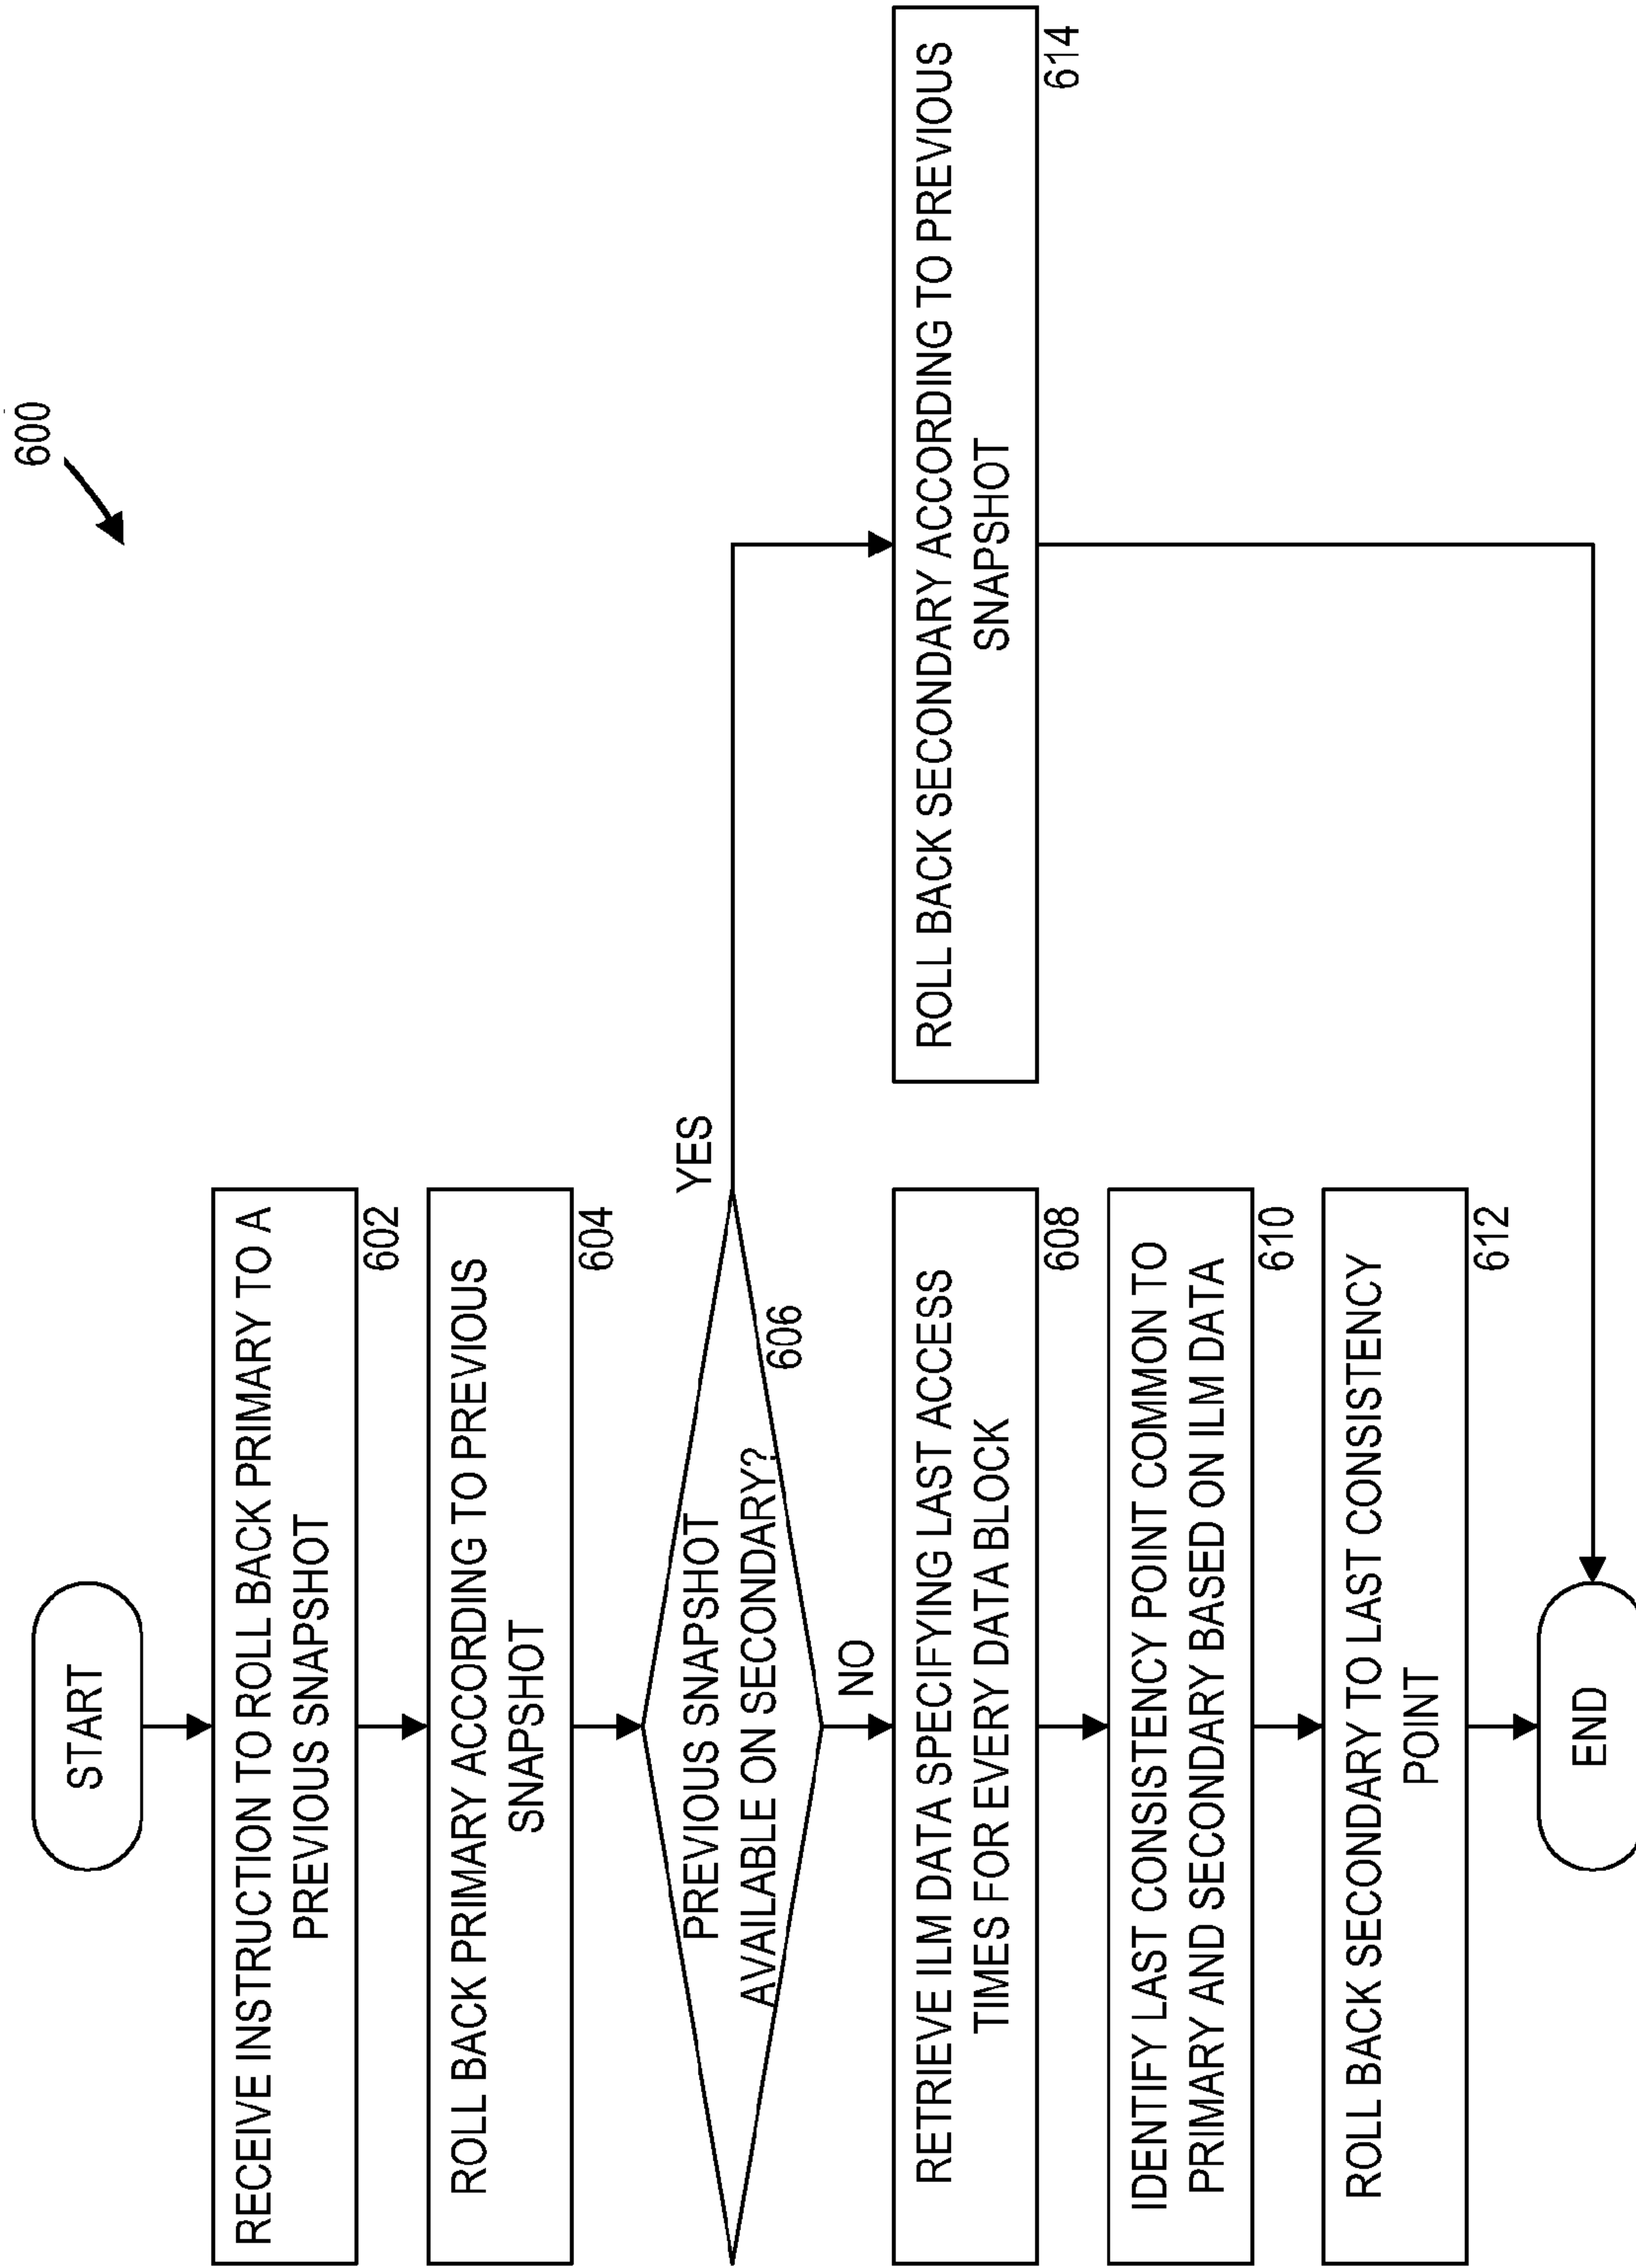 600
START
RECEIVE INSTRUCTION TO ROLL BACK PRIMARY TO A
PREVIOUS SNAPSHOT
602
ROLL BACK PRIMARY ACCORDING TO PREVIOUS
SNAPSHOT
604
PREVIOUS SNAPSHOT
AVAILABLE ON SECONDARY?
606
YES
NO
RETRIEVE ILM DATA SPECIFYING LAST ACCESS
TIMES FOR EVERY DATA BLOCK
608
ROLL BACK SECONDARY ACCORDING TO PREVIOUS
SNAPSHOT
614
IDENTIFY LAST CONSISTENCY POINT COMMON TO
PRIMARY AND SECONDARY BASED ON ILM DATA
610
ROLL BACK SECONDARY TO LAST CONSISTENCY
POINT
612
END